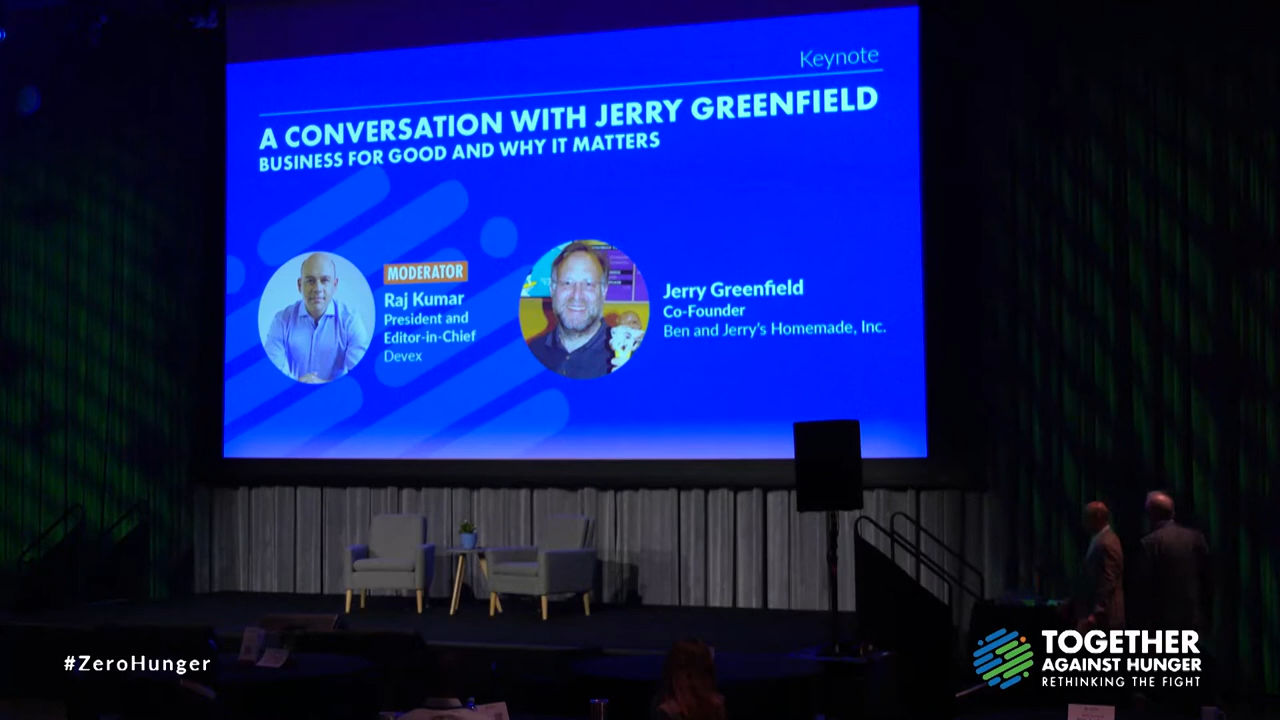 Keynote
A CONVERSATION WITH JERRY GREENFIELD
BUSINESS FOR GOOD AND WHY IT MATTERS
MODERATOR
Raj Kumar
President and
Editor-in-Chief
Devex
Jerry Greenfield
Co-Founder
Ben and Jerry's Homemade, Inc.
#ZeroHunger
TOGETHER
AGAINST HUNGER
RETHINKING THE FIGHT